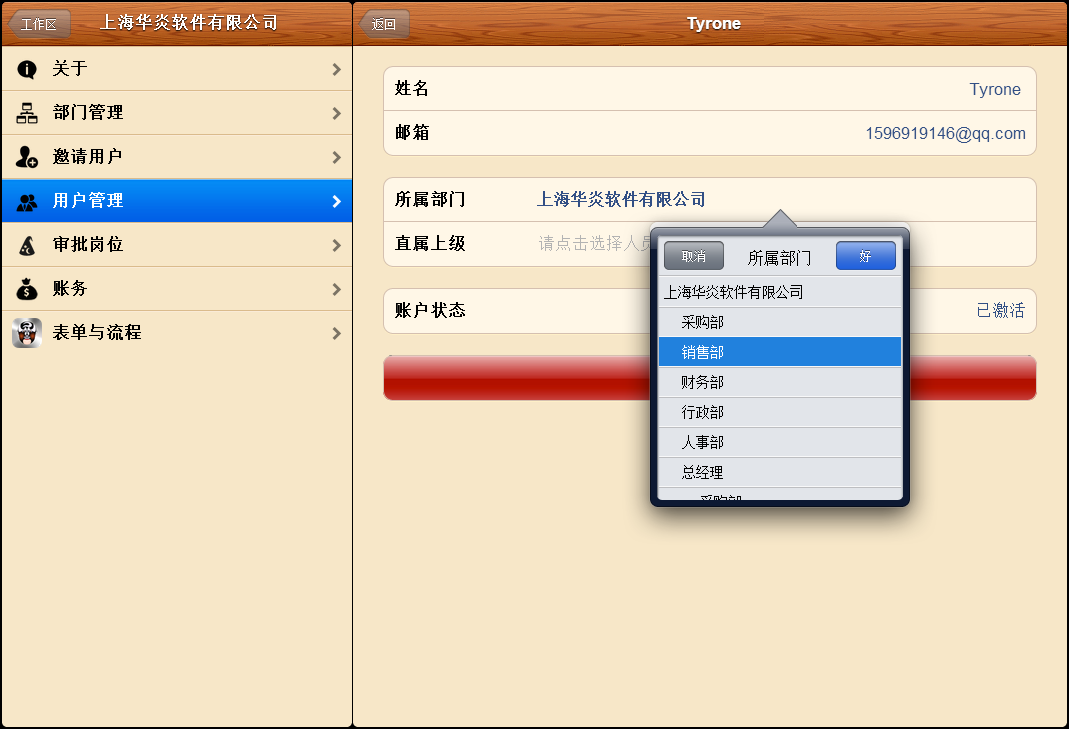 工作区
上海华炎软件有限公司
关于
部门管理
邀请用户
用户管理
审批岗位
账务
表单与流程
返回
Tyrone
姓名 Tyrone
邮箱 1596919146@qq.com
所属部门 上海华炎软件有限公司
直属上级 请点击选择人员
账户状态 已激活
取消 所属部门 好
上海华炎软件有限公司
采购部
销售部
财务部
行政部
人事部
总经理
采购部